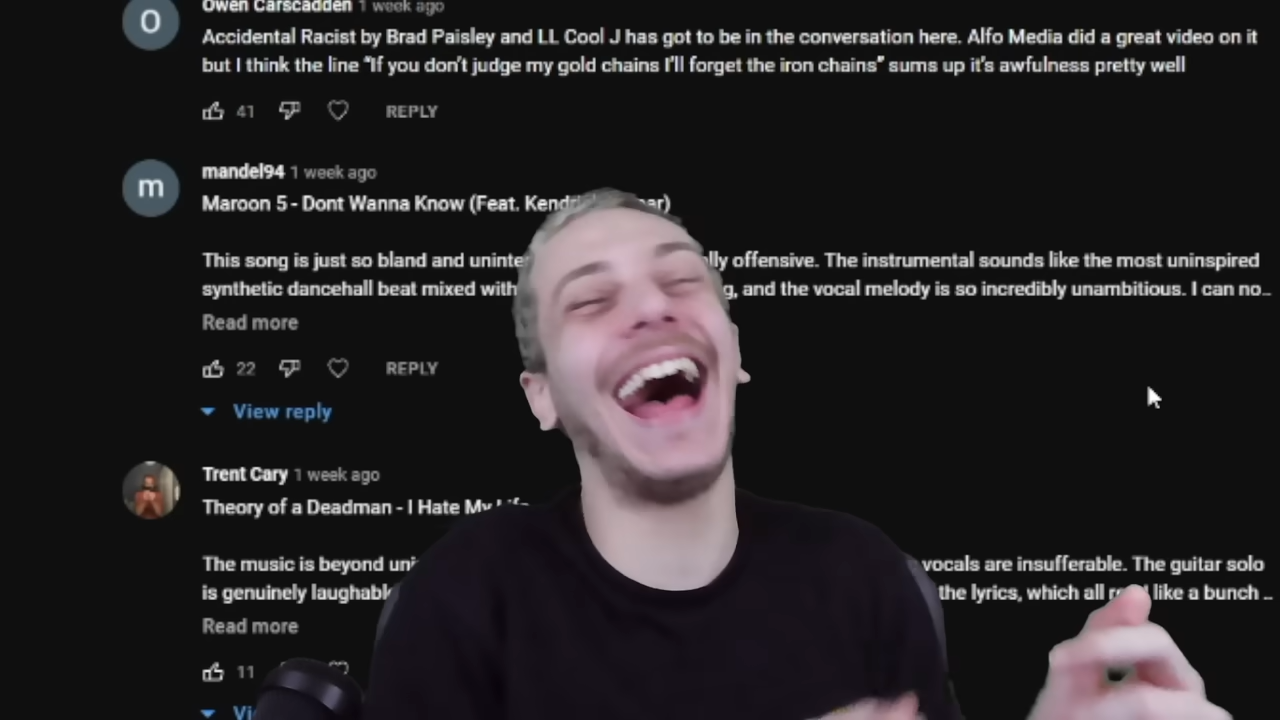 Owen Carscadden 1 week ago
O
Accidental Racist by Brad Paisley and LL Cool J has got to be in the conversation here. Alfo Media did a great video on it
but I think the line “If you don’t judge my gold chains I’ll forget the iron chains” sums up it’s awfulness pretty well
41 REPLY
m
mandel94 1 week ago
Maroon 5 - Dont Wanna Know (Feat.
This song is just so bland and offensive. The instrumental sounds like the most uninspired
synthetic dancehall beat mixed with and the vocal melody is so incredibly unambitious. I can no…
Read more
22 REPLY
View reply
Trent Cary 1 week ago
Theory of a Deadman - I Hate My
The music is beyond vocals are insufferable. The guitar solo
is genuinely the lyrics, which all like a bunch …
Read more
11